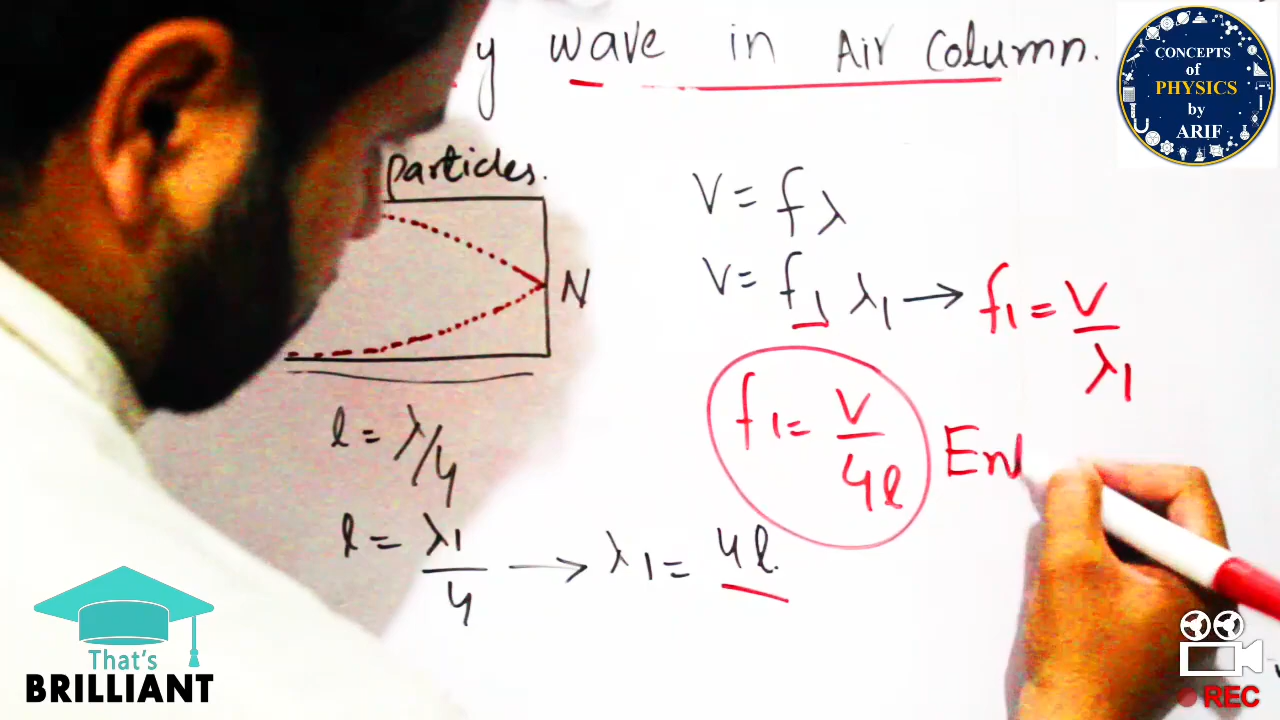 y wave in Air Column.
CONCEPTS
of
PHYSICS
by
ARIF
particles.
N
V = fλ
V = f1 λ1 → f1 = V/λ1
f1 = V/4l
l = λ/4
l = λ1/4 → λ1 = 4l.
That's
BRILLIANT
REC